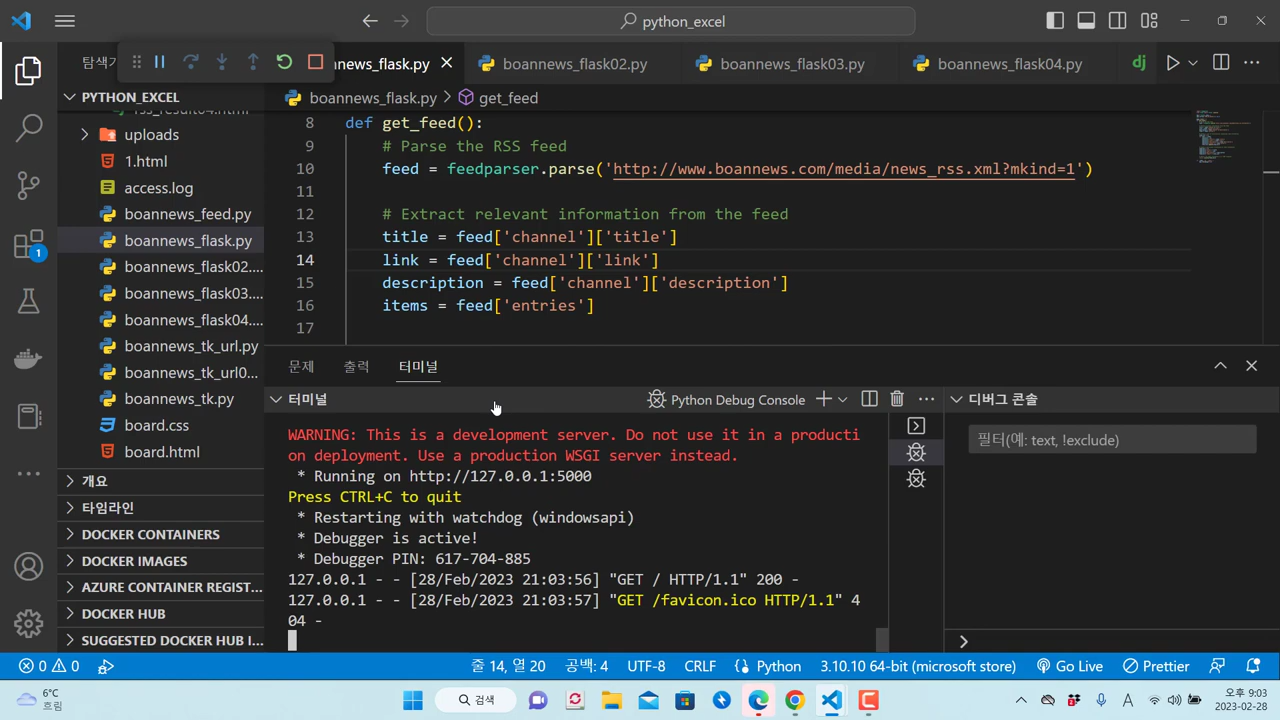 python_excel
탐색기
nnews_flask.py
boannews_flask02.py
boannews_flask03.py
boannews_flask04.py
dj
PYTHON_EXCEL
boannews_flask.py
get_feed
rss_result04.html
uploads
1.html
access.log
boannews_feed.py
boannews_flask.py
boannews_flask02....
boannews_flask03....
boannews_flask04....
boannews_tk_url.py
boannews_tk_url0...
boannews_tk.py
board.css
board.html
개요
타임라인
DOCKER CONTAINERS
DOCKER IMAGES
AZURE CONTAINER REGIST...
DOCKER HUB
SUGGESTED DOCKER HUB I...
1
8 def get_feed():
9 # Parse the RSS feed
10 feed = feedparser.parse('http://www.boannews.com/media/news_rss.xml?mkind=1')
11
12 # Extract relevant information from the feed
13 title = feed['channel']['title']
14 link = feed['channel']['link']
15 description = feed['channel']['description']
16 items = feed['entries']
17
문제 출력 터미널
터미널
Python Debug Console
디버그 콘솔
필터(예: text, !exclude)
WARNING: This is a development server. Do not use it in a producti
on deployment. Use a production WSGI server instead.
* Running on http://127.0.0.1:5000
Press CTRL+C to quit
* Restarting with watchdog (windowsapi)
* Debugger is active!
* Debugger PIN: 617-704-885
127.0.0.1 - - [28/Feb/2023 21:03:56] "GET / HTTP/1.1" 200 -
127.0.0.1 - - [28/Feb/2023 21:03:57] "GET /favicon.ico HTTP/1.1" 4
04 -
0 0 줄 14, 열 20 공백: 4 UTF-8 CRLF Python 3.10.10 64-bit (microsoft store) Go Live Prettier
6°C
흐림
검색
A
오후 9:03
2023-02-28